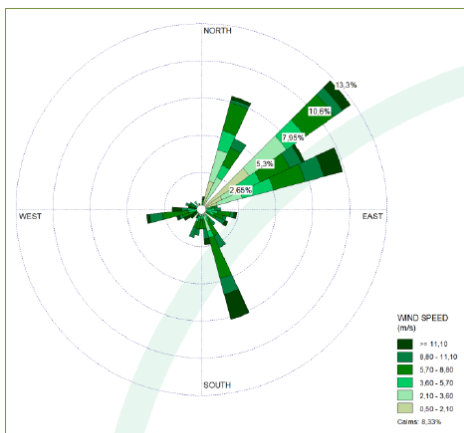 NORTH
13,3%
10,6%
7,95%
5,3%
2,65%
WEST
EAST
SOUTH
WIND SPEED
(m/s)
>= 11,10
8,80 - 11,10
5,70 - 8,80
3,60 - 5,70
2,10 - 3,60
0,50 - 2,10
Calms: 8,33%